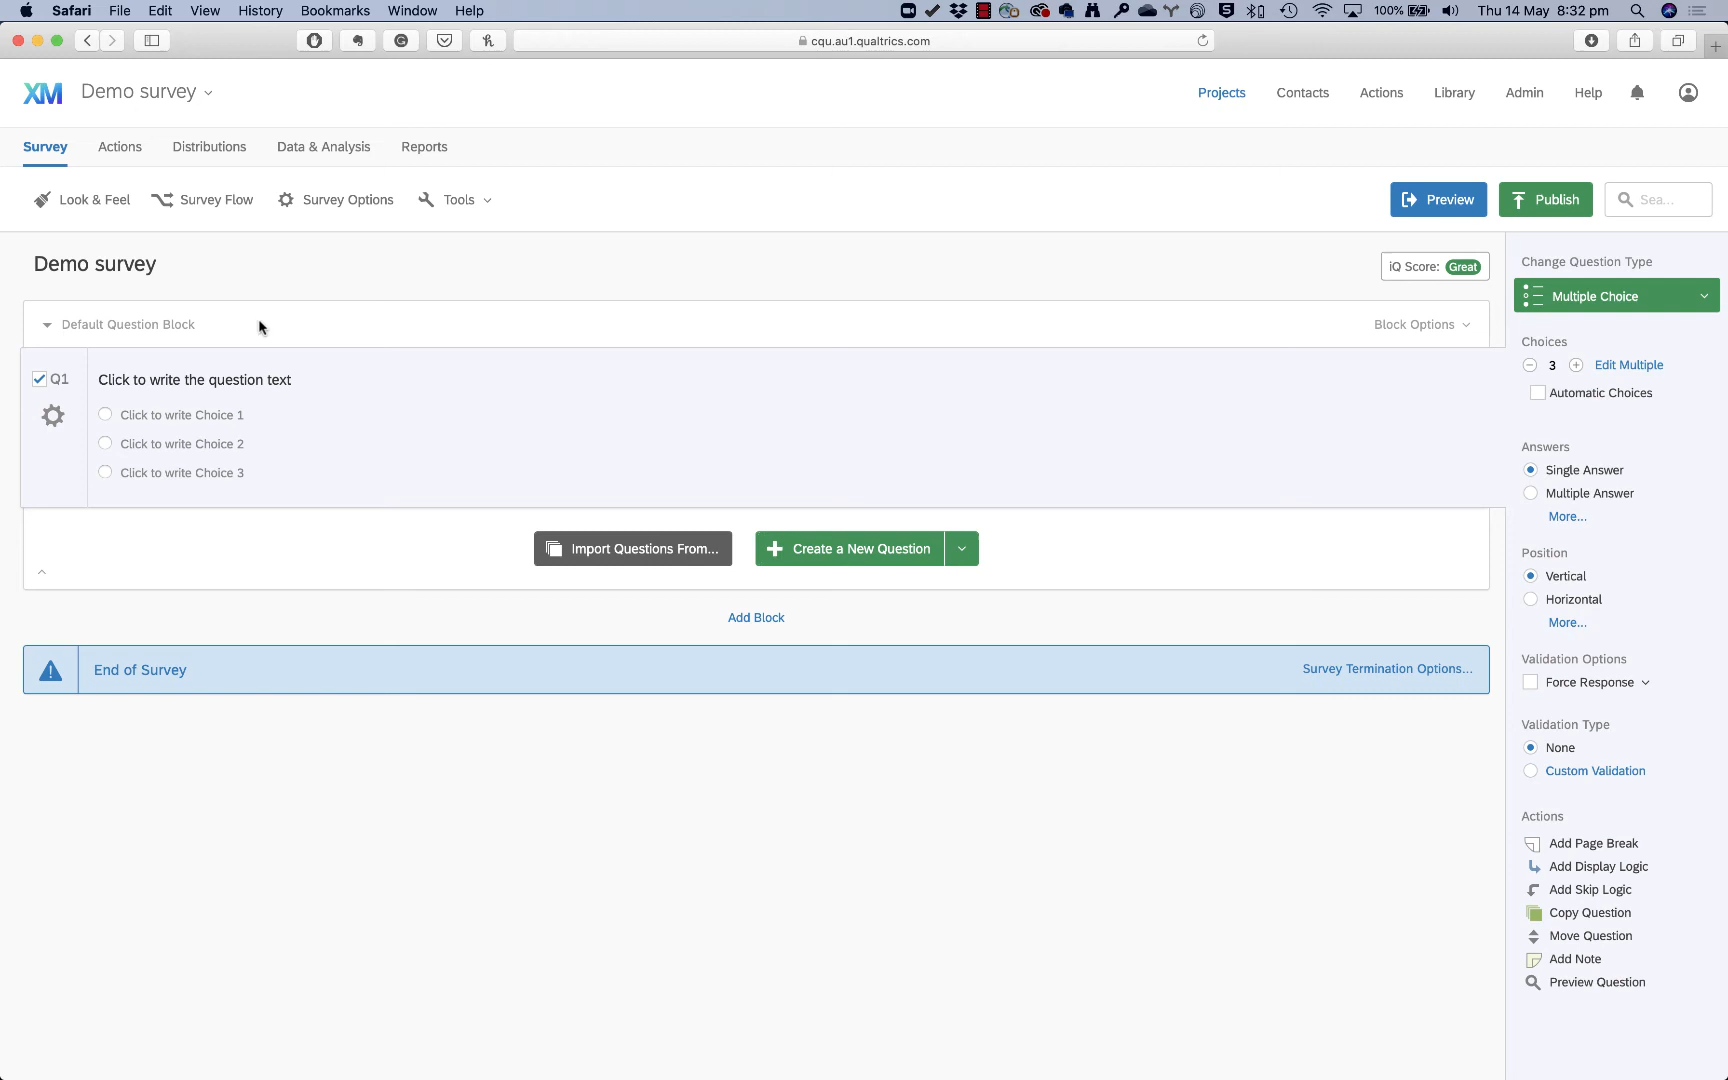 Safari File Edit View History Bookmarks Window Help 100% Thu 14 May 8:32 pm
cqu.au1.qualtrics.com
XM Demo survey Projects Contacts Actions Library Admin Help
Survey Actions Distributions Data & Analysis Reports
Look & Feel Survey Flow Survey Options Tools Preview Publish Sea...
Demo survey iQ Score: Great
Default Question Block Block Options
Q1 Click to write the question text
Click to write Choice 1
Click to write Choice 2
Click to write Choice 3
Import Questions From... Create a New Question
Add Block
End of Survey Survey Termination Options...
Change Question Type
Multiple Choice
Choices
3 Edit Multiple
Automatic Choices
Answers
Single Answer
Multiple Answer
More...
Position
Vertical
Horizontal
More...
Validation Options
Force Response
Validation Type
None
Custom Validation
Actions
Add Page Break
Add Display Logic
Add Skip Logic
Copy Question
Move Question
Add Note
Preview Question